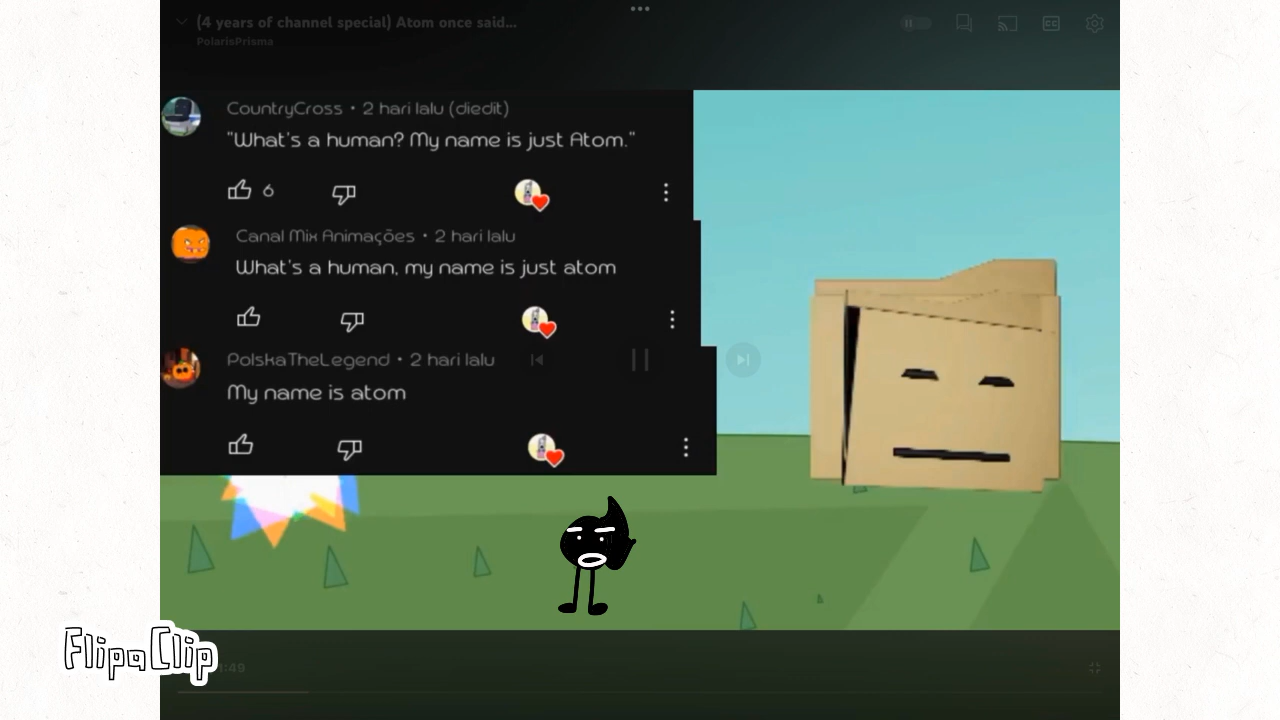 (4 years of channel special) Atom once said...
PolarisPrisma
CC
CountryCross • 2 hari lalu (diedit)
"What's a human? My name is just Atom."
6
Canal Mix Animações • 2 hari lalu
What's a human, my name is just atom
PolskaTheLegend • 2 hari lalu
My name is atom
FlipaClip
:49